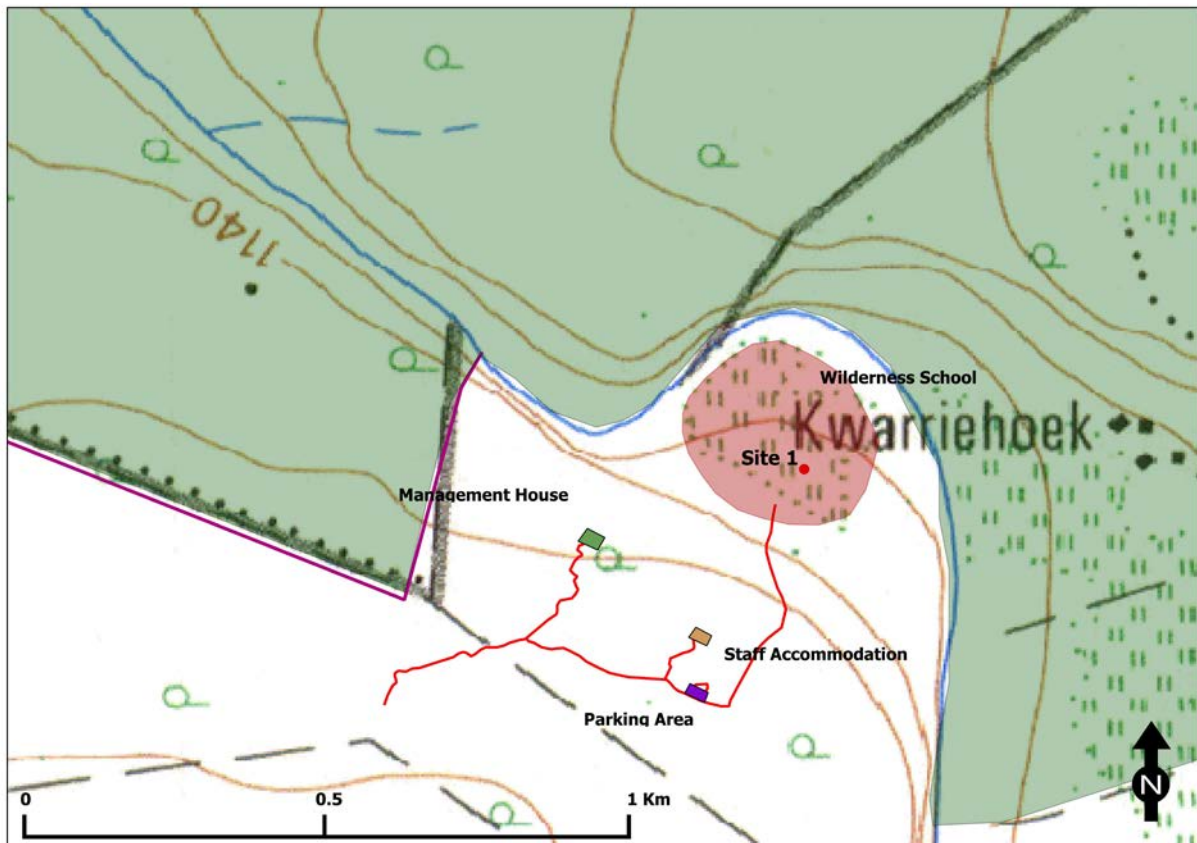 1140
Wilderness School
Kwarriehoek
Site 1
Management House
Staff Accommodation
Parking Area
0 0.5 1 Km
N